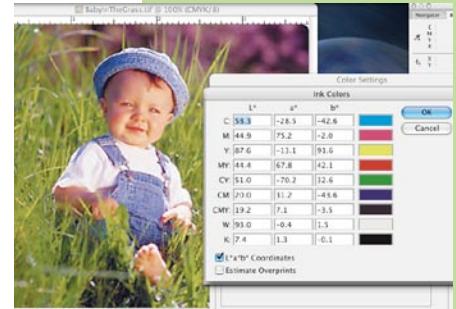 BabyInTheGrass.tif @ 100% (CMYK/8)
Navigator
Color Settings
Ink Colors
L* a* b*
C: 58.3 -28.5 -42.6
M: 44.9 75.2 -2.0
Y: 87.6 -13.1 91.6
MY: 44.4 67.8 42.1
CY: 51.0 -70.2 32.6
CM: 20.0 31.2 -43.6
CMY: 19.2 7.1 -3.5
W: 93.0 -0.4 1.5
K: 7.4 1.3 -0.1
OK
Cancel
L*a*b* Coordinates
Estimate Overprints
C
M
Y
K
X
Y